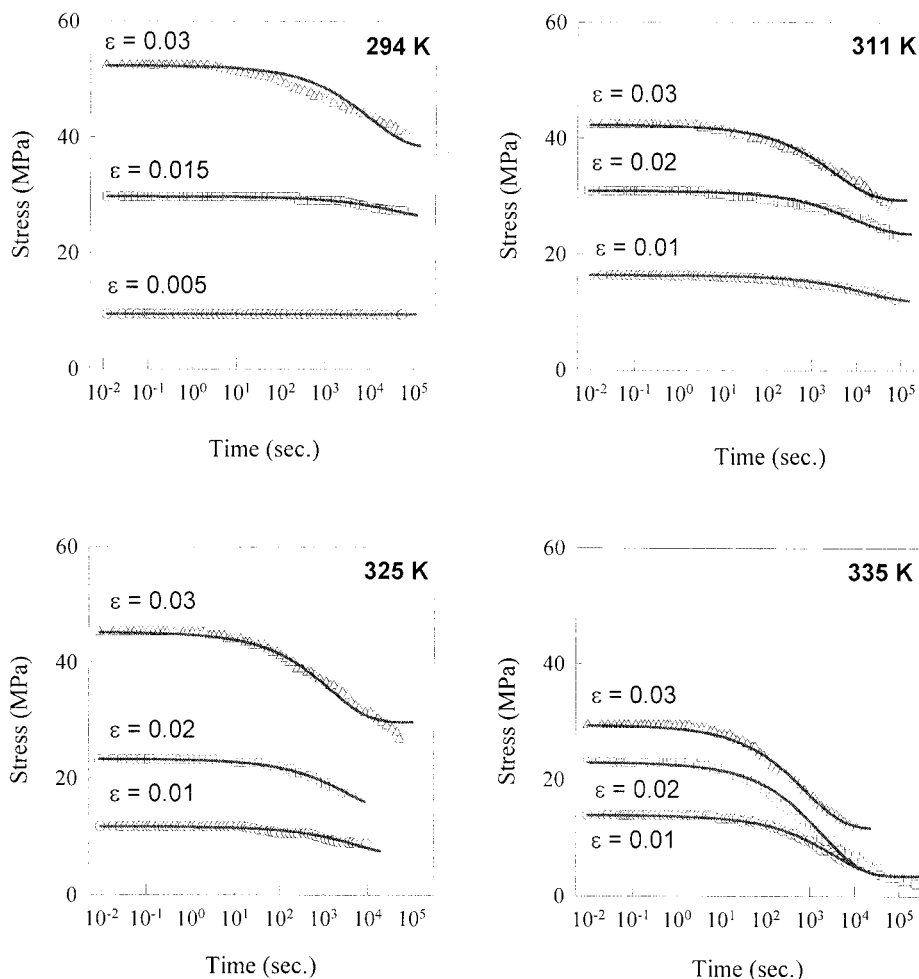 60
40
20
0
Stress (MPa)
294 K
ε = 0.03
ε = 0.015
ε = 0.005
10⁻² 10⁻¹ 10⁰ 10¹ 10² 10³ 10⁴ 10⁵
Time (sec.)
60
40
20
0
Stress (MPa)
311 K
ε = 0.03
ε = 0.02
ε = 0.01
10⁻² 10⁻¹ 10⁰ 10¹ 10² 10³ 10⁴ 10⁵
Time (sec.)
60
40
20
0
Stress (MPa)
325 K
ε = 0.03
ε = 0.02
ε = 0.01
10⁻² 10⁻¹ 10⁰ 10¹ 10² 10³ 10⁴ 10⁵
Time (sec.)
60
40
20
0
Stress (MPa)
335 K
ε = 0.03
ε = 0.02
ε = 0.01
10⁻² 10⁻¹ 10⁰ 10¹ 10² 10³ 10⁴ 10⁵
Time (sec.)